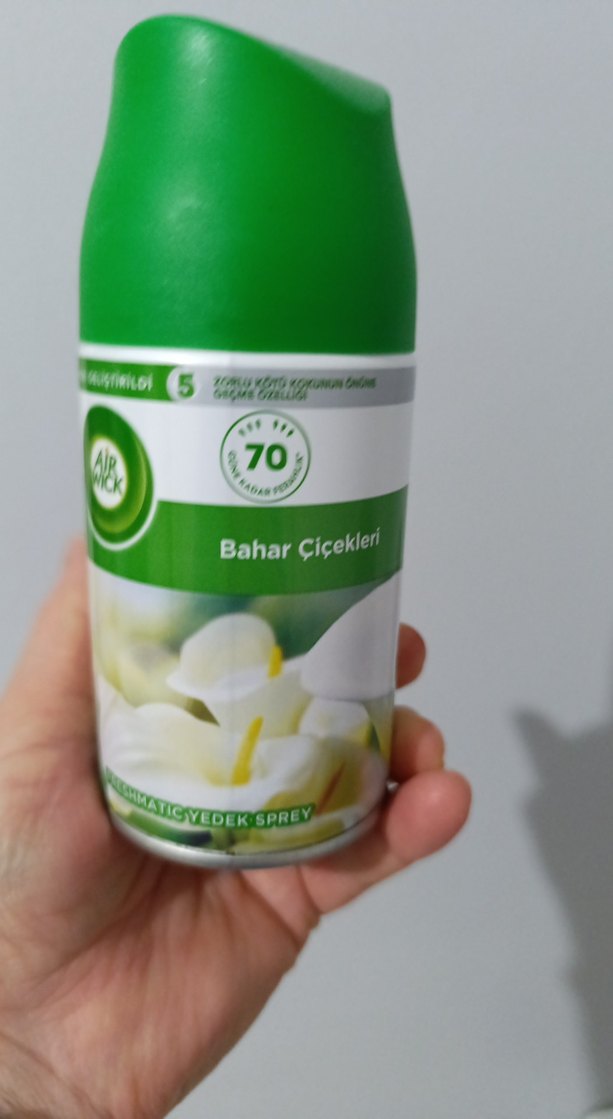 GELİŞTİRİLDİ
5
ZORLU KÖTÜ KOKUNUN ÖNÜNE
GEÇME ÖZELLİĞİ
AIR
WICK
70
GÜNE KADAR FERAHLIK*
Bahar Çiçekleri
FRESHMATIC YEDEK SPREY